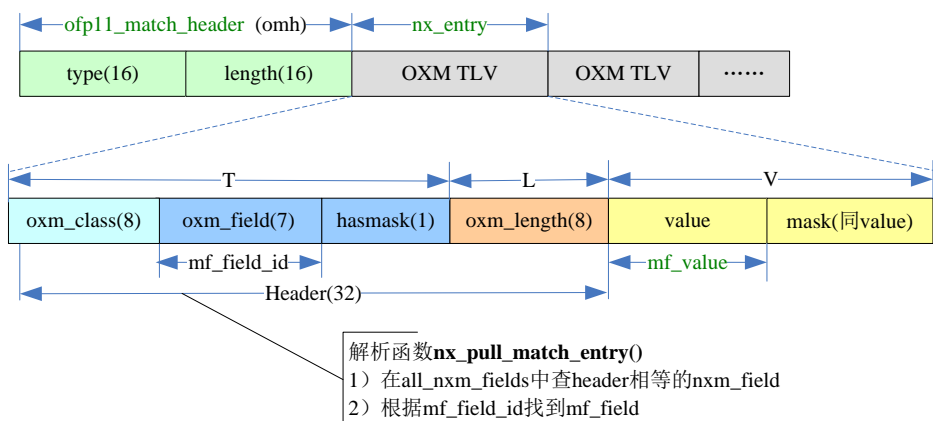 ofp11_match_header (omh) nx_entry
type(16) length(16) OXM TLV OXM TLV ……
T L V
oxm_class(8) oxm_field(7) hasmask(1) oxm_length(8) value mask(同value)
mf_field_id mf_value
Header(32)
解析函数nx_pull_match_entry()
1）在all_nxm_fields中查header相等的nxm_field
2）根据mf_field_id找到mf_field